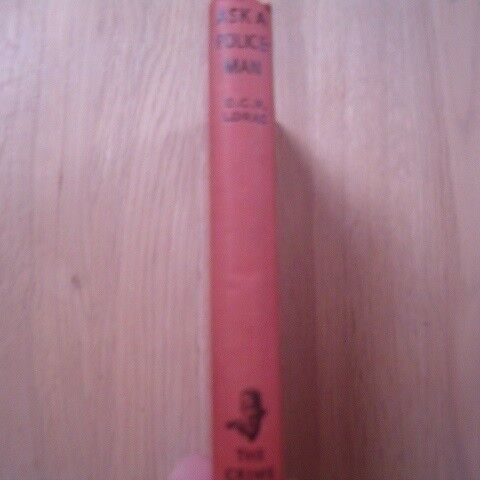 ASK A
POLICE
MAN
E.C.R.
LORAC
THE
CRIME